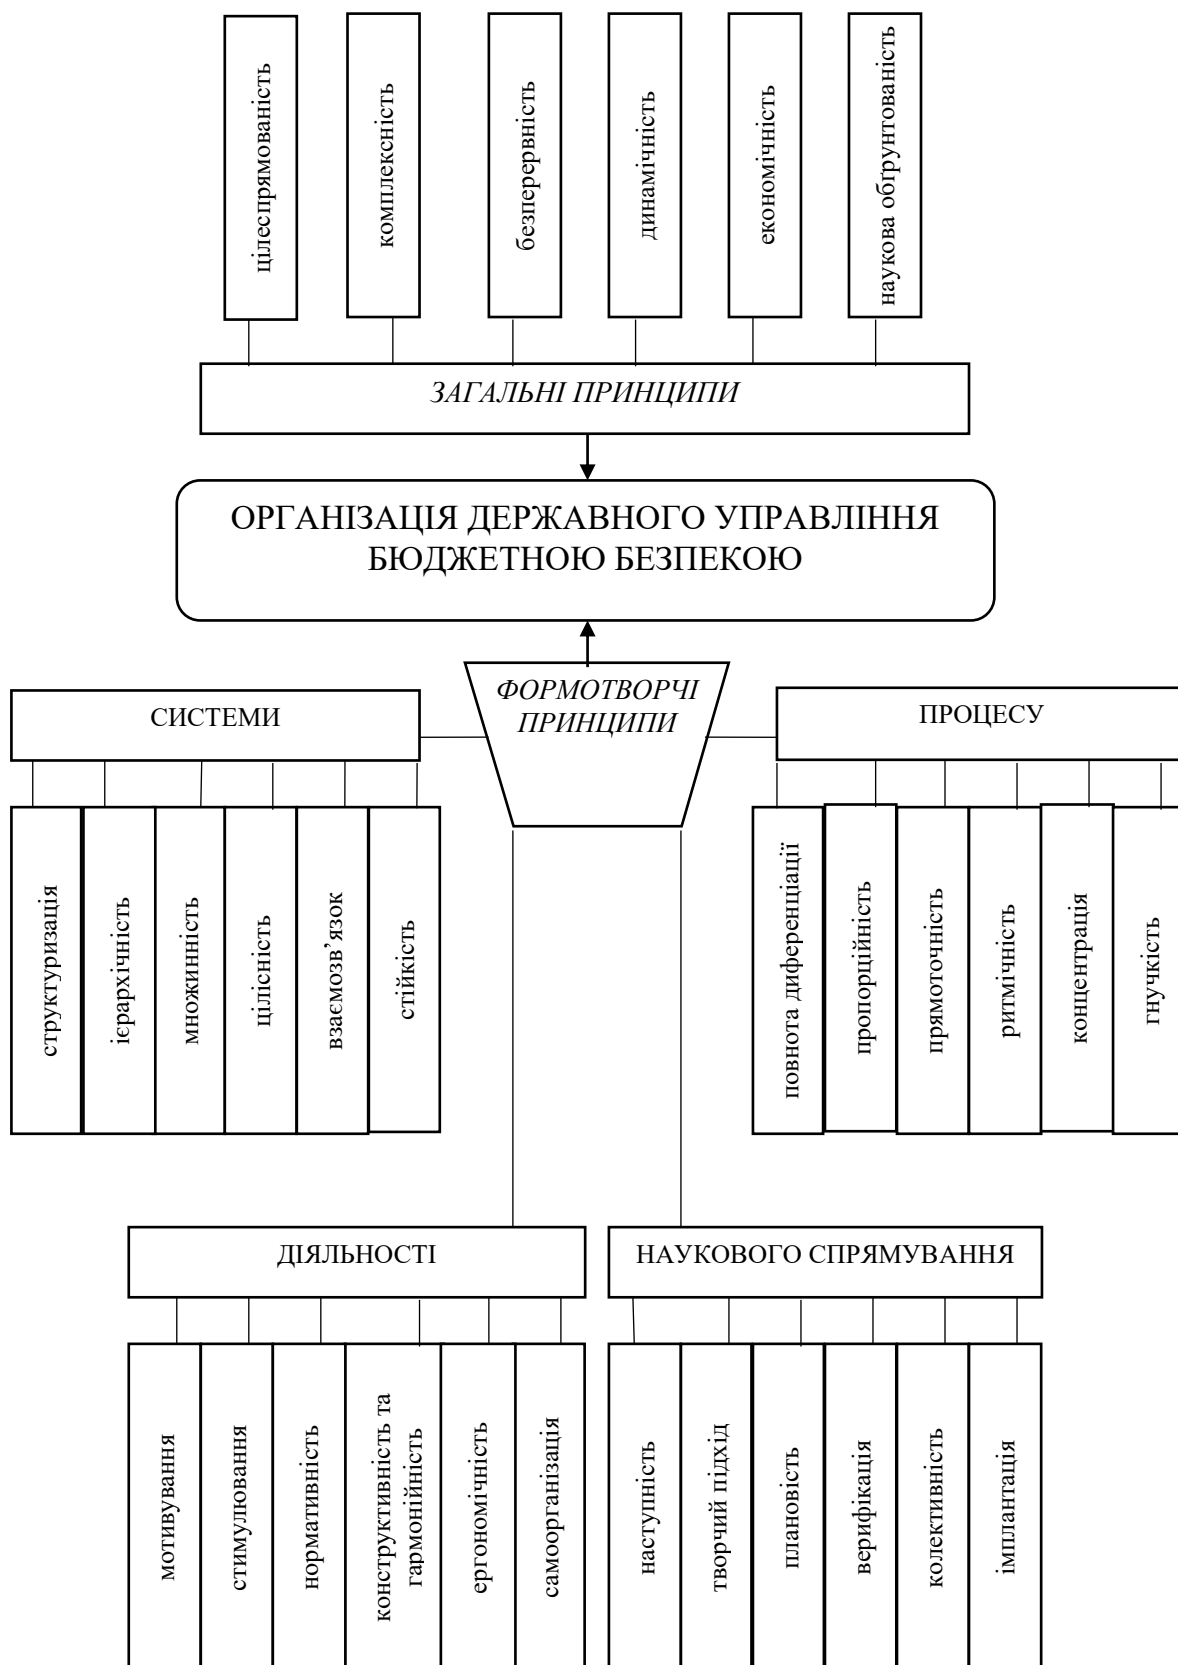 цілеспрямованість
комплексність
безперервність
динамічність
економічність
наукова обґрунтованість
ЗАГАЛЬНІ ПРИНЦИПИ
ОРГАНІЗАЦІЯ ДЕРЖАВНОГО УПРАВЛІННЯ
БЮДЖЕТНОЮ БЕЗПЕКОЮ
ФОРМОТВОРЧІ
ПРИНЦИПИ
СИСТЕМИ
структуризація
ієрархічність
множинність
цілісність
взаємозв’язок
стійкість
ПРОЦЕСУ
повнота диференціації
пропорційність
прямоточність
ритмічність
концентрація
гнучкість
ДІЯЛЬНОСТІ
мотивування
стимулювання
нормативність
конструктивність та
гармонійність
ергономічність
самоорганізація
НАУКОВОГО СПРЯМУВАННЯ
наступність
творчий підхід
плановість
верифікація
колективність
імплантація